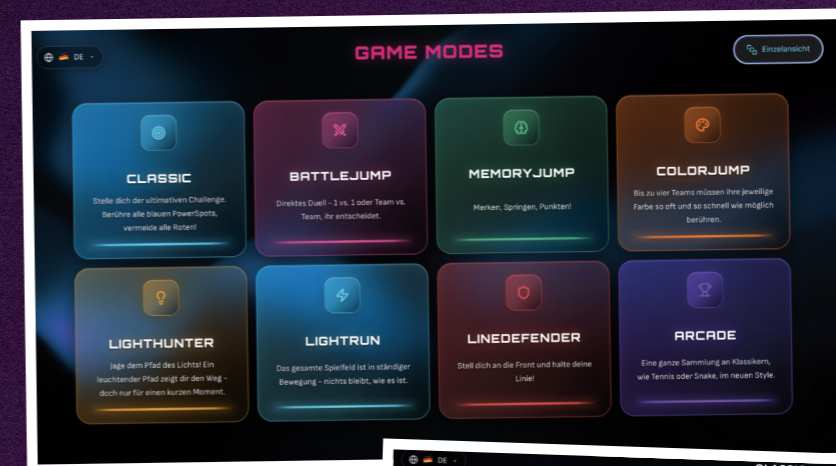 GAME MODES
DE
Einzelansicht
CLASSIC
Stelle dich der ultimativen Challenge.
Berühre alle blauen PowerSpots,
vermeide alle Roten!
BATTLEJUMP
Direktes Duell - 1 vs. 1 oder Team vs.
Team, ihr entscheidet.
MEMORYJUMP
Merken, Springen, Punkten!
COLORJUMP
Bis zu vier Teams müssen ihre jeweilige
Farbe so oft und so schnell wie möglich
berühren.
LIGHTHUNTER
Jage dem Pfad des Lichts! Ein
leuchtender Pfad zeigt dir den Weg –
doch nur für einen kurzen Moment.
LIGHTRUN
Das gesamte Spielfeld ist in ständiger
Bewegung – nichts bleibt, wie es ist.
LINEDEFENDER
Stell dich an die Front und halte deine
Linie!
ARCADE
Eine ganze Sammlung an Klassikern,
wie Tennis oder Snake, im neuen Style.
DE